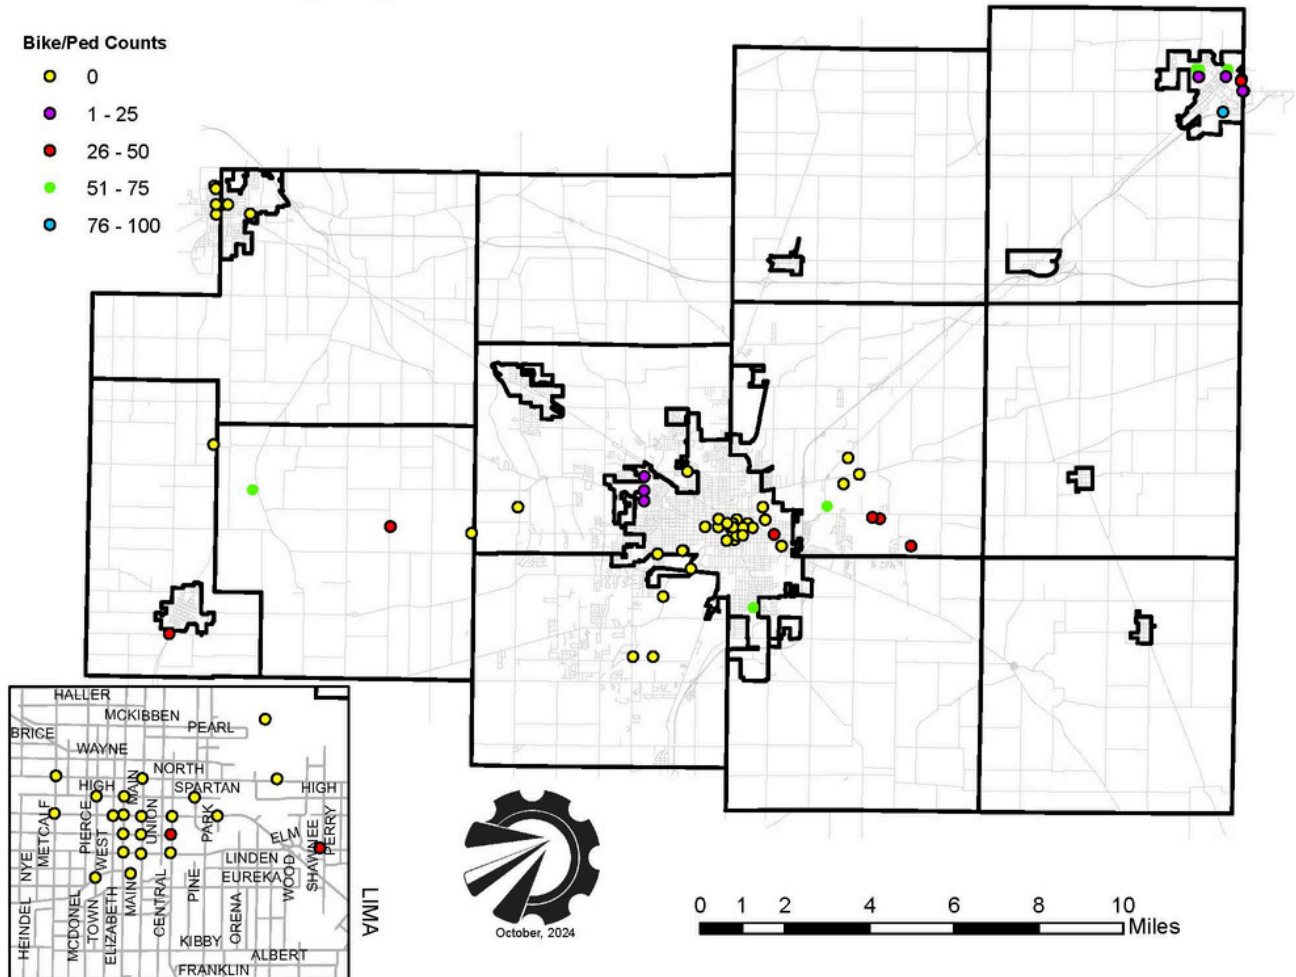 Bike/Ped Counts
0
1 - 25
26 - 50
51 - 75
76 - 100
HALLER
MCKIBBEN
PEARL
BRICE
WAYNE
NORTH
HIGH
MAIN
SPARTAN
HIGH
METCALF
PIERCE
WEST
UNION
PARK
ELM
SHAWNEE
PERRY
NYE
LINDEN
EUREKA
WOOD
HEINDEL
MCDONEL
TOWN
ELIZABETH
MAIN
CENTRAL
PINE
ORENA
KIBBY
ALBERT
FRANKLIN
LIMA
October, 2024
0 1 2 4 6 8 10
Miles